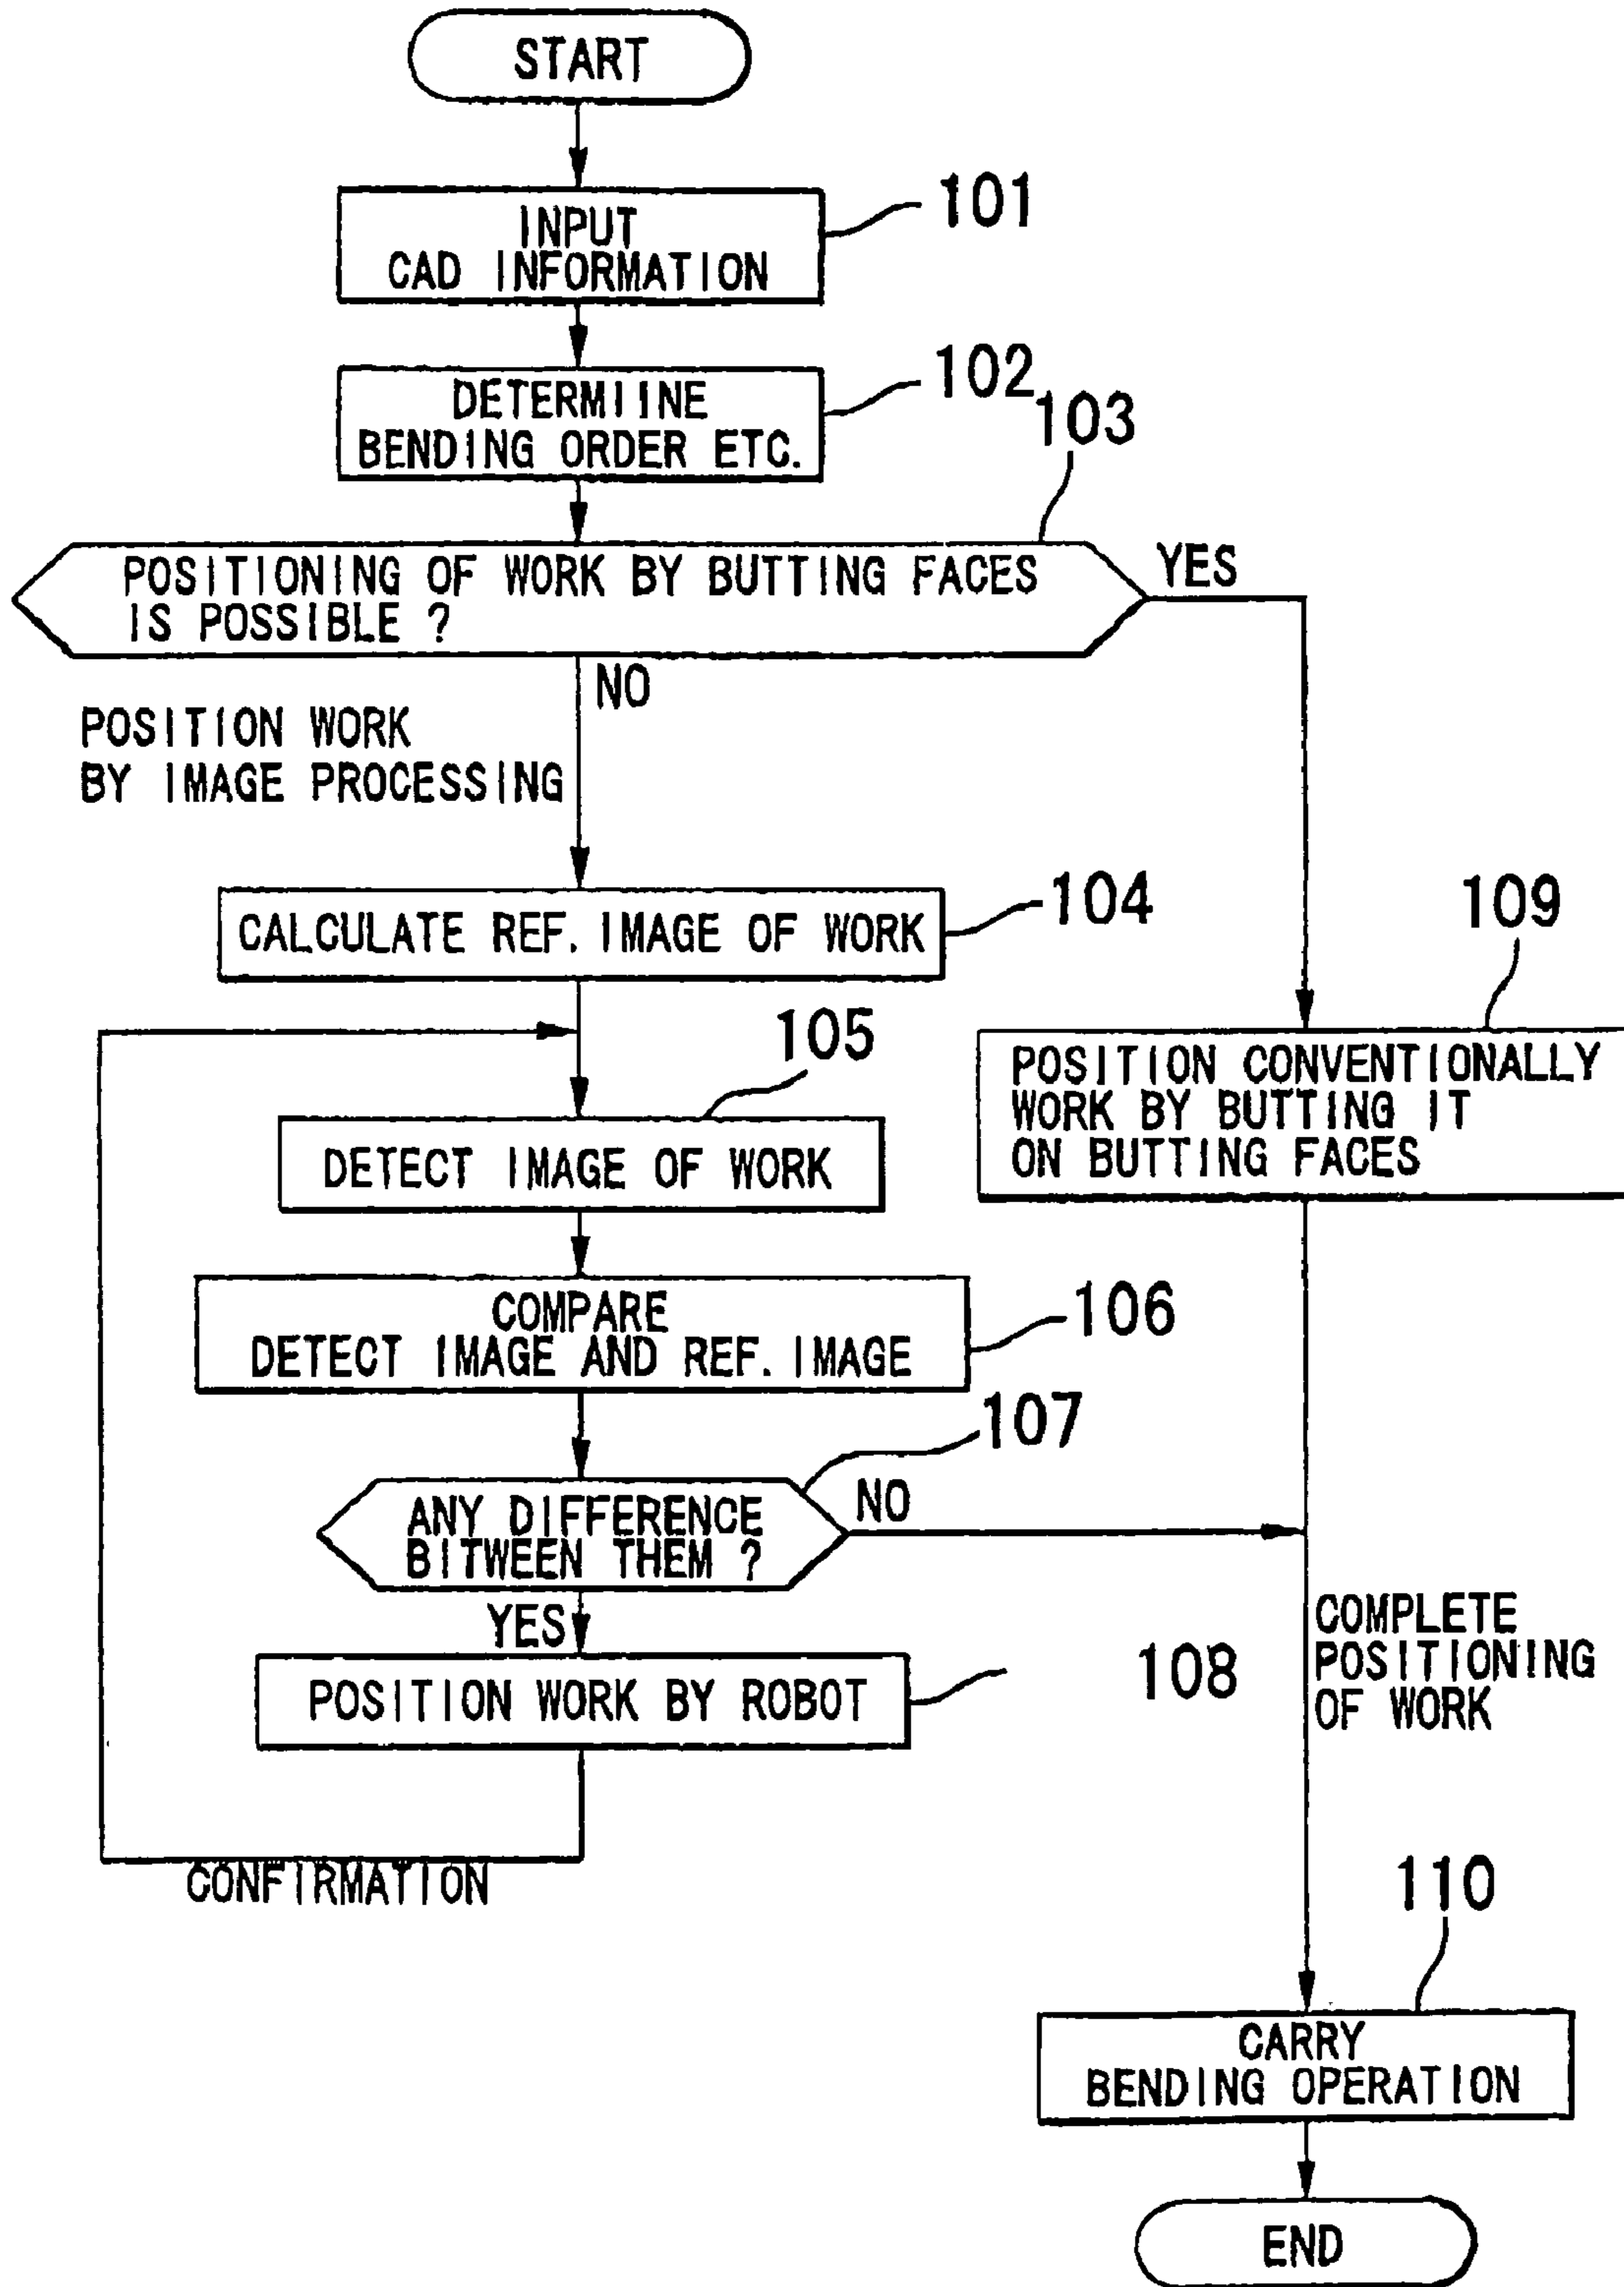 START
101
INPUT
CAD INFORMATION
102
DETERMIINE
BENDING ORDER ETC.
103
POSITIONING OF WORK BY BUTTING FACES
IS POSSIBLE ?
YES
NO
POSITION WORK
BY IMAGE PROCESSING
104
CALCULATE REF. IMAGE OF WORK
109
105
POSITION CONVENTIONALLY
WORK BY BUTTING IT
ON BUTTING FACES
DETECT IMAGE OF WORK
106
COMPARE
DETECT IMAGE AND REF. IMAGE
107
NO
ANY DIFFERENCE
BITWEEN THEM ?
YES
COMPLETE
POSITIONING
OF WORK
108
POSITION WORK BY ROBOT
CONFIRMATION
110
CARRY
BENDING OPERATION
END